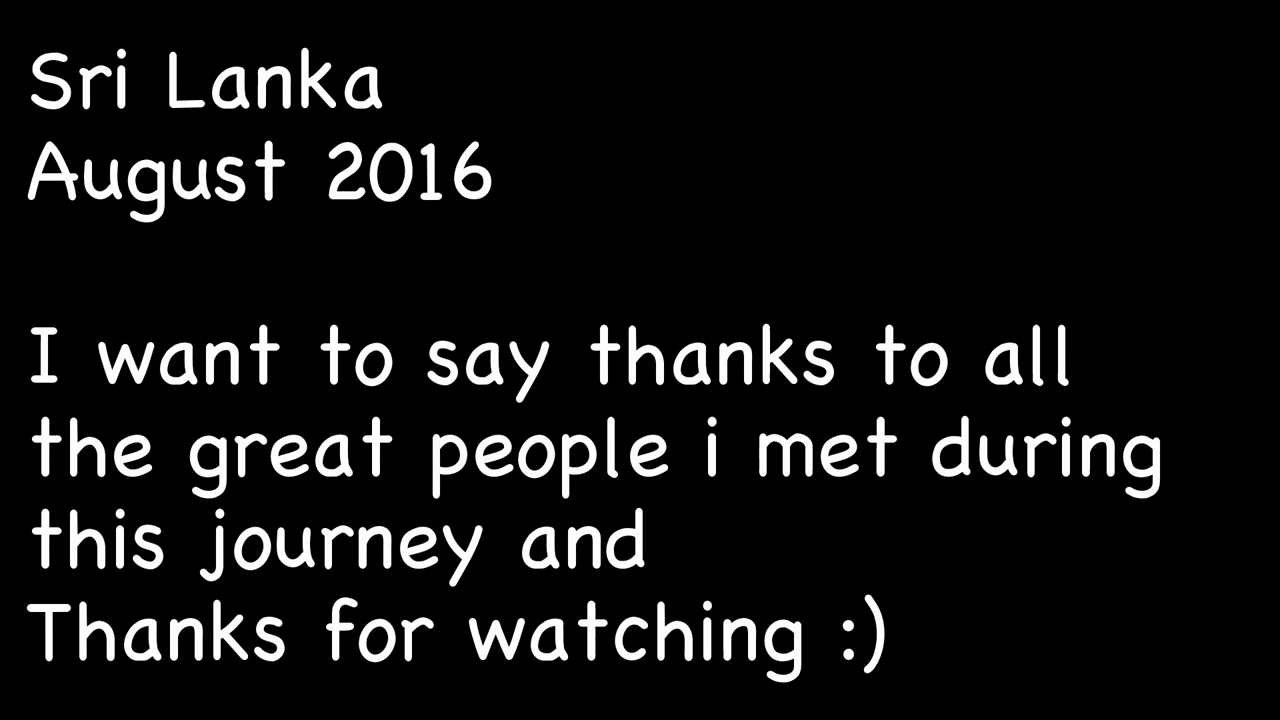 Sri Lanka
August 2016
I want to say thanks to all
the great people i met during
this journey and
Thanks for watching :)